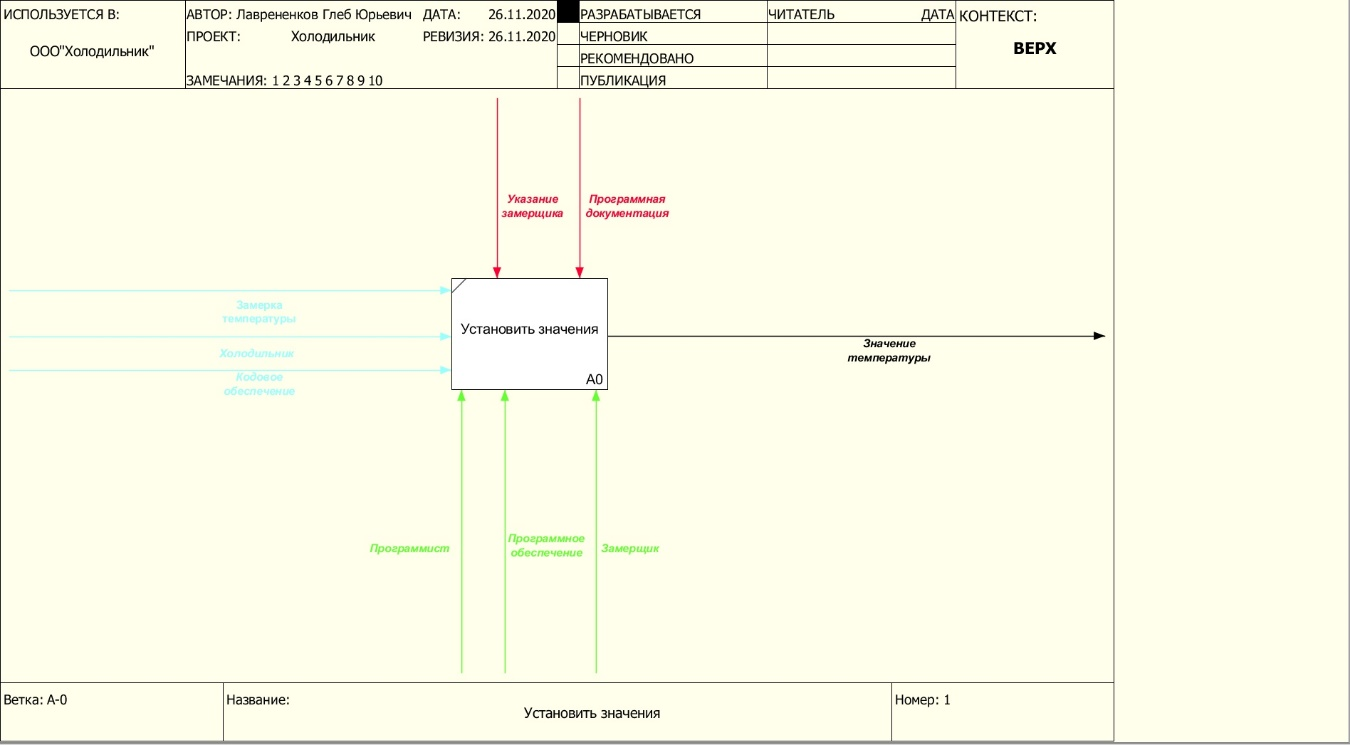 ИСПОЛЬЗУЕТСЯ В:
ООО"Холодильник"
АВТОР: Лаврененков Глеб Юрьевич ДАТА: 26.11.2020
ПРОЕКТ: Холодильник РЕВИЗИЯ: 26.11.2020
ЗАМЕЧАНИЯ: 1 2 3 4 5 6 7 8 9 10
РАЗРАБАТЫВАЕТСЯ
ЧЕРНОВИК
РЕКОМЕНДОВАНО
ПУБЛИКАЦИЯ
ЧИТАТЕЛЬ ДАТА
КОНТЕКСТ:
ВЕРХ
Указание
замерщика
Программная
документация
Замерка
температуры
Холодильник
Кодовое
обеспечение
Установить значения
A0
Значение
температуры
Программист
Программное
обеспечение
Замерщик
Ветка: A-0
Название:
Установить значения
Номер: 1